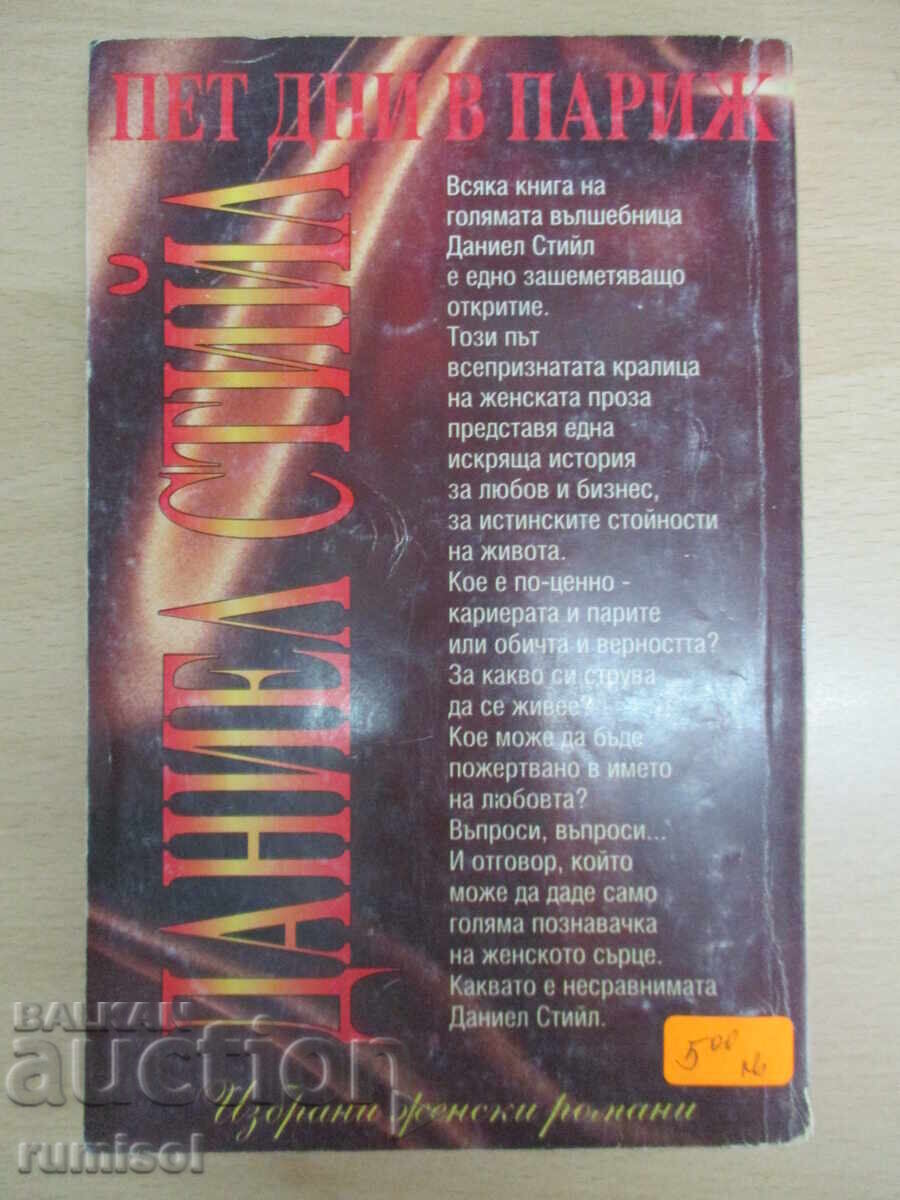 ПЕТ ДНИ В ПАРИЖ
ДАНИЕЛ СТИЙЛ
Всяка книга на
голямата вълшебница
Даниел Стийл
е едно зашеметяващо
откритие.
Този път
всепризнатата кралица
на женската проза
представя една
искряща история
за любов и бизнес,
за истинските стойности
на живота.
Кое е по-ценно -
кариерата и парите
или обичта и верността?
За какво си струва
да се живее?
Кое може да бъде
пожертвано в името
на любовта?
Въпроси, въпроси...
И отговор, който
може да даде само
голяма познавачка
на женското сърце.
Каквато е несравнимата
Даниел Стийл.
5 00 лв
Избрани женски романи
BALKAN
auction
rumisol